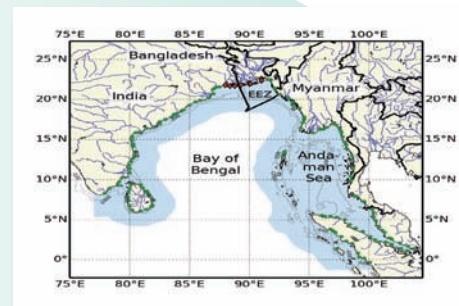 75°E 80°E 85°E 90°E 95°E 100°E
25°N 25°N
Bangladesh
India EEZ Myanmar
20°N 20°N
15°N 15°N
Bay of Bengal
Anda-
man
Sea
10°N 10°N
5°N 5°N
0° 0°
75°E 80°E 85°E 90°E 95°E 100°E